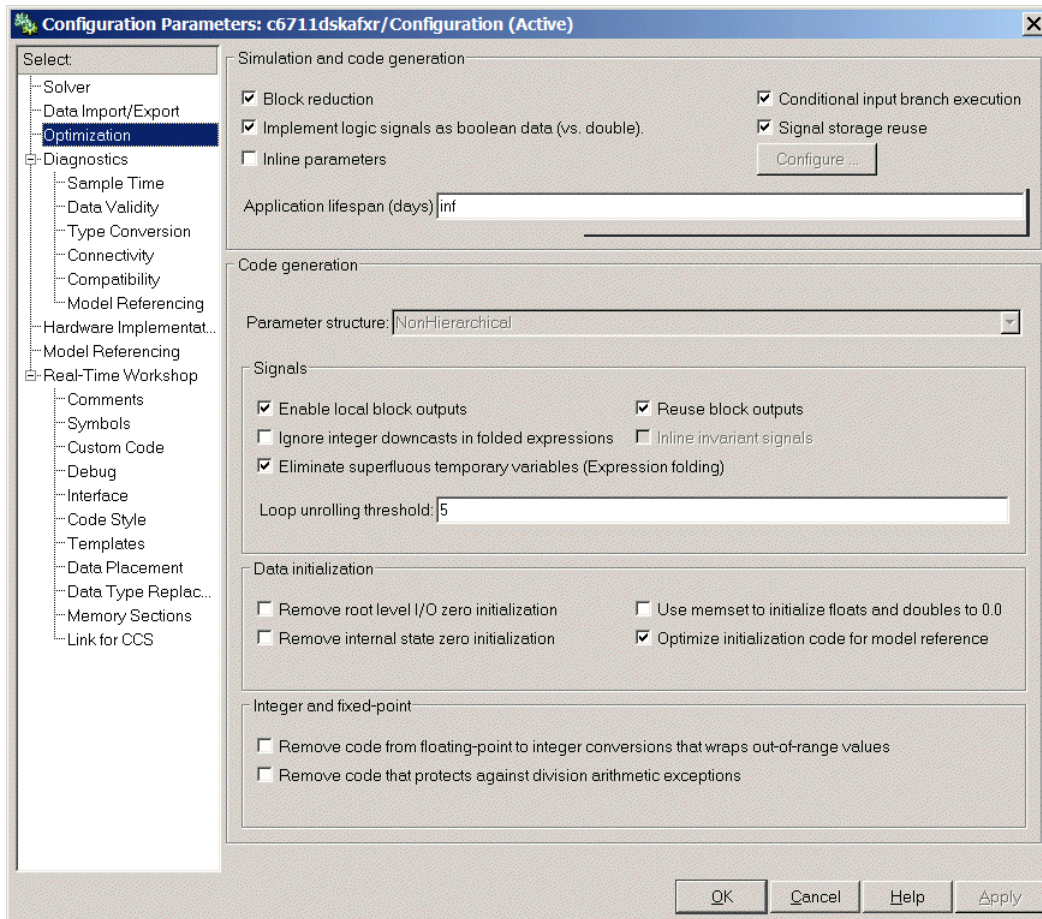 Configuration Parameters: c6711dskafxr/Configuration (Active)
Select:
Solver
Data Import/Export
Optimization
Diagnostics
Sample Time
Data Validity
Type Conversion
Connectivity
Compatibility
Model Referencing
Hardware Implementat...
Model Referencing
Real-Time Workshop
Comments
Symbols
Custom Code
Debug
Interface
Code Style
Templates
Data Placement
Data Type Replac...
Memory Sections
Link for CCS
Simulation and code generation
Block reduction
Conditional input branch execution
Implement logic signals as boolean data (vs. double).
Signal storage reuse
Inline parameters
Configure ...
Application lifespan (days) inf
Code generation
Parameter structure: NonHierarchical
Signals
Enable local block outputs
Reuse block outputs
Ignore integer downcasts in folded expressions
Inline invariant signals
Eliminate superfluous temporary variables (Expression folding)
Loop unrolling threshold: 5
Data initialization
Remove root level I/O zero initialization
Use memset to initialize floats and doubles to 0.0
Remove internal state zero initialization
Optimize initialization code for model reference
Integer and fixed-point
Remove code from floating-point to integer conversions that wraps out-of-range values
Remove code that protects against division arithmetic exceptions
OK
Cancel
Help
Apply